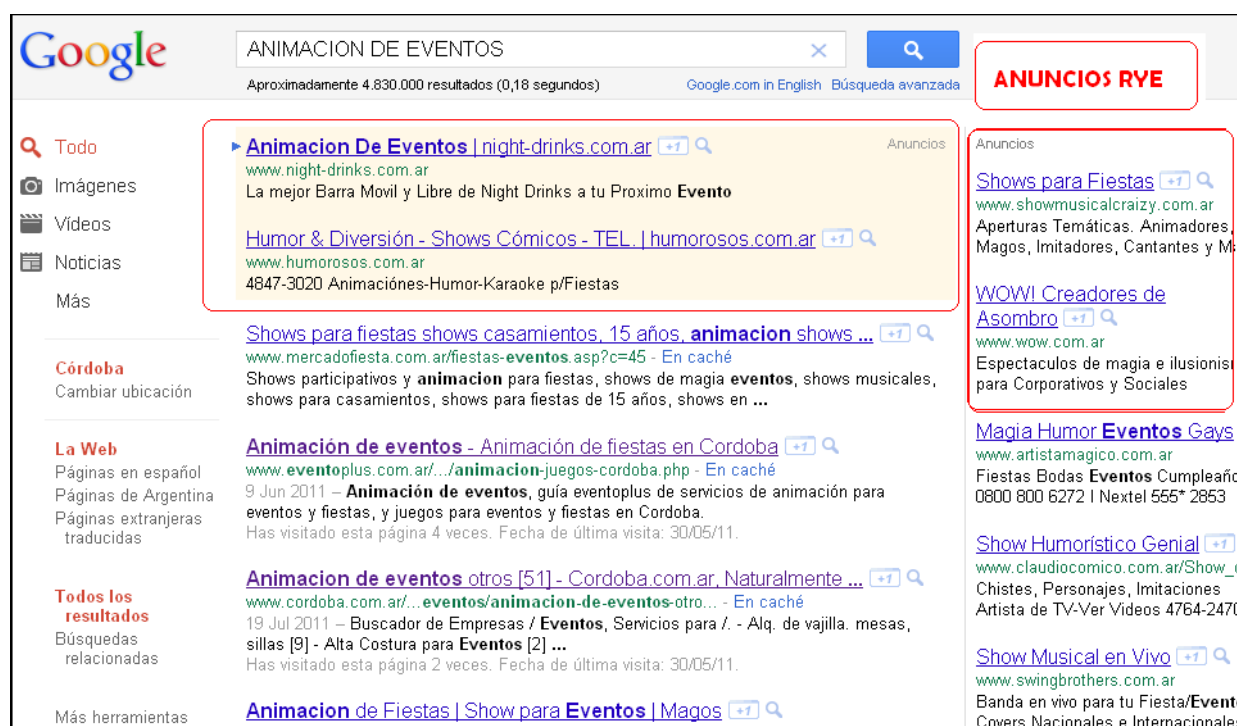 Google
ANIMACION DE EVENTOS
Aproximadamente 4.830.000 resultados (0,18 segundos)
Google.com in English Búsqueda avanzada
ANUNCIOS RYE
Todo
Imágenes
Vídeos
Noticias
Más
Córdoba
Cambiar ubicación
La Web
Páginas en español
Páginas de Argentina
Páginas extranjeras
traducidas
Todos los
resultados
Búsquedas
relacionadas
Más herramientas
Animacion De Eventos | night-drinks.com.ar +1
Anuncios
www.night-drinks.com.ar
La mejor Barra Movil y Libre de Night Drinks a tu Proximo Evento
Humor & Diversión - Shows Cómicos - TEL. | humorosos.com.ar +1
www.humorosos.com.ar
4847-3020 Animaciónes-Humor-Karaoke p/Fiestas
Shows para fiestas shows casamientos, 15 años, animacion shows ... +1
www.mercadofiesta.com.ar/fiestas-eventos.asp?c=45 - En caché
Shows participativos y animacion para fiestas, shows de magia eventos, shows musicales,
shows para casamientos, shows para fiestas de 15 años, shows en ...
Animación de eventos - Animación de fiestas en Cordoba +1
www.eventoplus.com.ar/.../animacion-juegos-cordoba.php - En caché
9 Jun 2011 – Animación de eventos, guía eventoplus de servicios de animación para
eventos y fiestas, y juegos para eventos y fiestas en Cordoba.
Has visitado esta página 4 veces. Fecha de última visita: 30/05/11.
Animacion de eventos otros [51] - Cordoba.com.ar, Naturalmente ... +1
www.cordoba.com.ar/...eventos/animacion-de-eventos-otro... - En caché
19 Jul 2011 – Buscador de Empresas / Eventos, Servicios para /. - Alq. de vajilla. mesas,
sillas [9] - Alta Costura para Eventos [2] ...
Has visitado esta página 2 veces. Fecha de última visita: 30/05/11.
Animacion de Fiestas | Show para Eventos | Magos +1
Anuncios
Shows para Fiestas +1
www.showmusicalcraizy.com.ar
Aperturas Temáticas. Animadores,
Magos, Imitadores, Cantantes y
WOW! Creadores de
Asombro +1
www.wow.com.ar
Espectaculos de magia e
para Corporativos y Sociales
Magia Humor Eventos Gays
www.artistamagico.com.ar
Fiestas Bodas Eventos
0800 800 6272 I Nextel 555* 2853
Show Humorístico Genial +1
www.claudiocomico.com.ar/Show_
Chistes, Personajes, Imitaciones
Artista de TV-Ver Videos 4764-2470
Show Musical en Vivo +1
www.swingbrothers.com.ar
Banda en vivo para tu Fiesta/Evento
Covers Nacionales e Internacionales